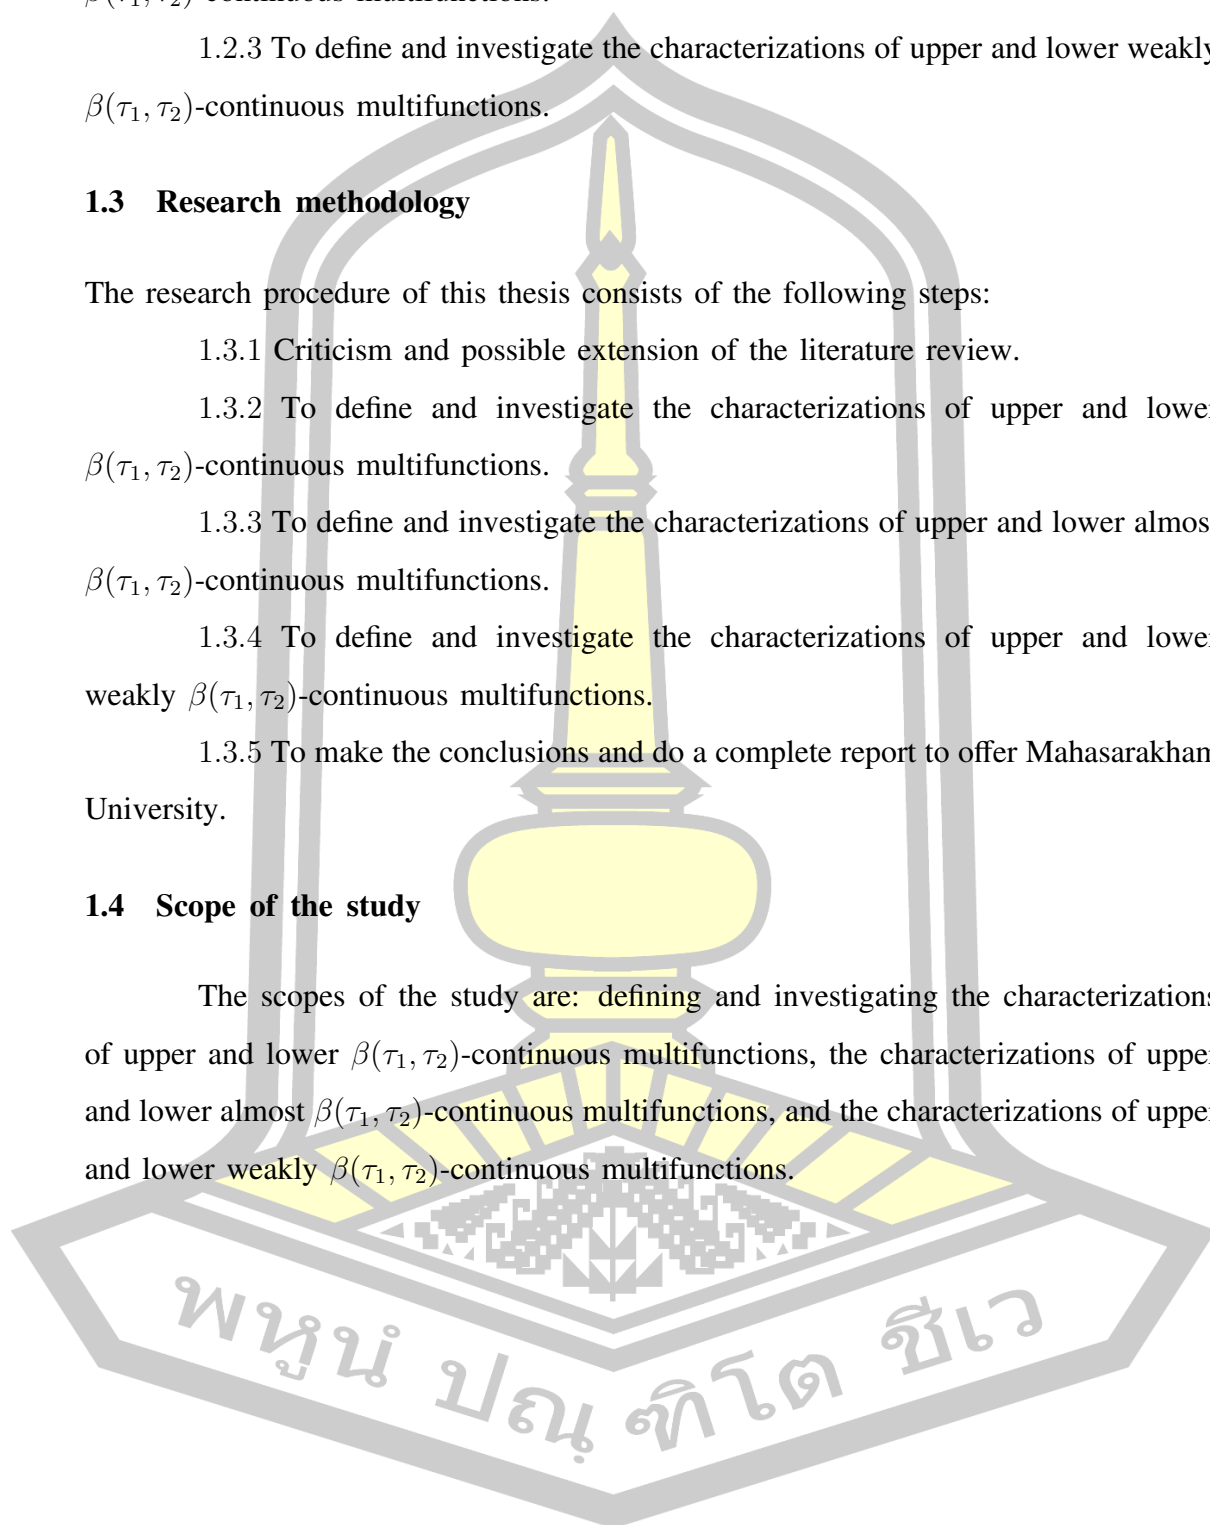 β(τ₁, τ₂)-continuous multifunctions.
1.2.3 To define and investigate the characterizations of upper and lower weakly
β(τ₁, τ₂)-continuous multifunctions.
1.3 Research methodology
The research procedure of this thesis consists of the following steps:
1.3.1 Criticism and possible extension of the literature review.
1.3.2 To define and investigate the characterizations of upper and lower
β(τ₁, τ₂)-continuous multifunctions.
1.3.3 To define and investigate the characterizations of upper and lower almost
β(τ₁, τ₂)-continuous multifunctions.
1.3.4 To define and investigate the characterizations of upper and lower
weakly β(τ₁, τ₂)-continuous multifunctions.
1.3.5 To make the conclusions and do a complete report to offer Mahasarakham
University.
1.4 Scope of the study
The scopes of the study are: defining and investigating the characterizations
of upper and lower β(τ₁, τ₂)-continuous multifunctions, the characterizations of upper
and lower almost β(τ₁, τ₂)-continuous multifunctions, and the characterizations of upper
and lower weakly β(τ₁, τ₂)-continuous multifunctions.
พหูนํ ปณฺฑิโต ชีเว